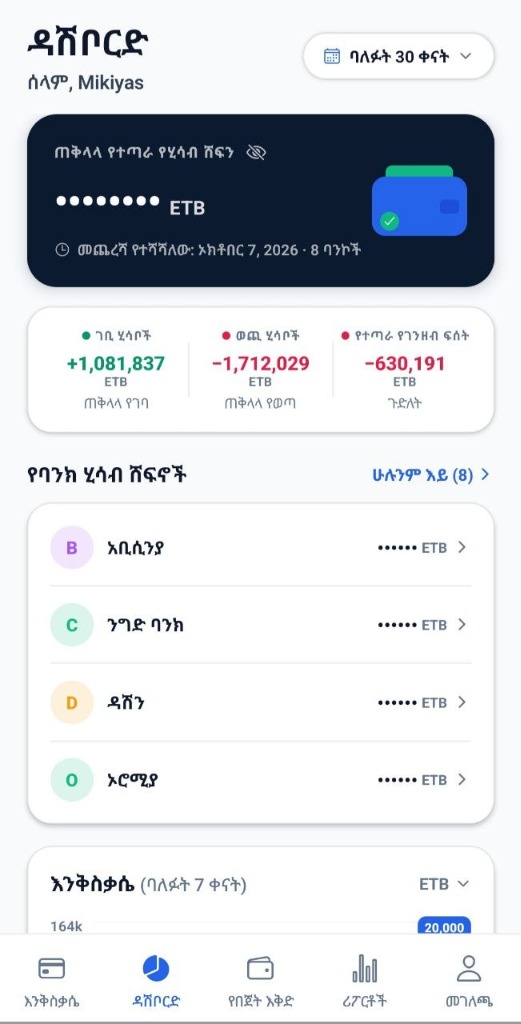 ዳሽቦርድ
ሰላም, Mikiyas
ባለፉት 30 ቀናት
ጠቅላላ የተጣራ የሂሳብ ሽፍን
•••••••• ETB
መጨረሻ የተሻሻለው: ኦክቶበር 7, 2026 · 8 ባንኮች
ገቢ ሂሳቦች
+1,081,837
ETB
ጠቅላላ የገባ
ወጪ ሂሳቦች
−1,712,029
ETB
ጠቅላላ የወጣ
የተጣራ የገንዘብ ፍሰት
−630,191
ETB
ጉድለት
የባንክ ሂሳብ ሽፍኖች
ሁሉንም እይ (8)
B አቢሲንያ •••••• ETB
C ንግድ ባንክ •••••• ETB
D ዳሽን •••••• ETB
O ኦሮሚያ •••••• ETB
እንቅስቃሴ (ባለፉት 7 ቀናት) ETB
164k
20,000
እንቅስቃሴ
ዳሽቦርድ
የበጀት እቅድ
ሪፖርቶች
መገለጫ